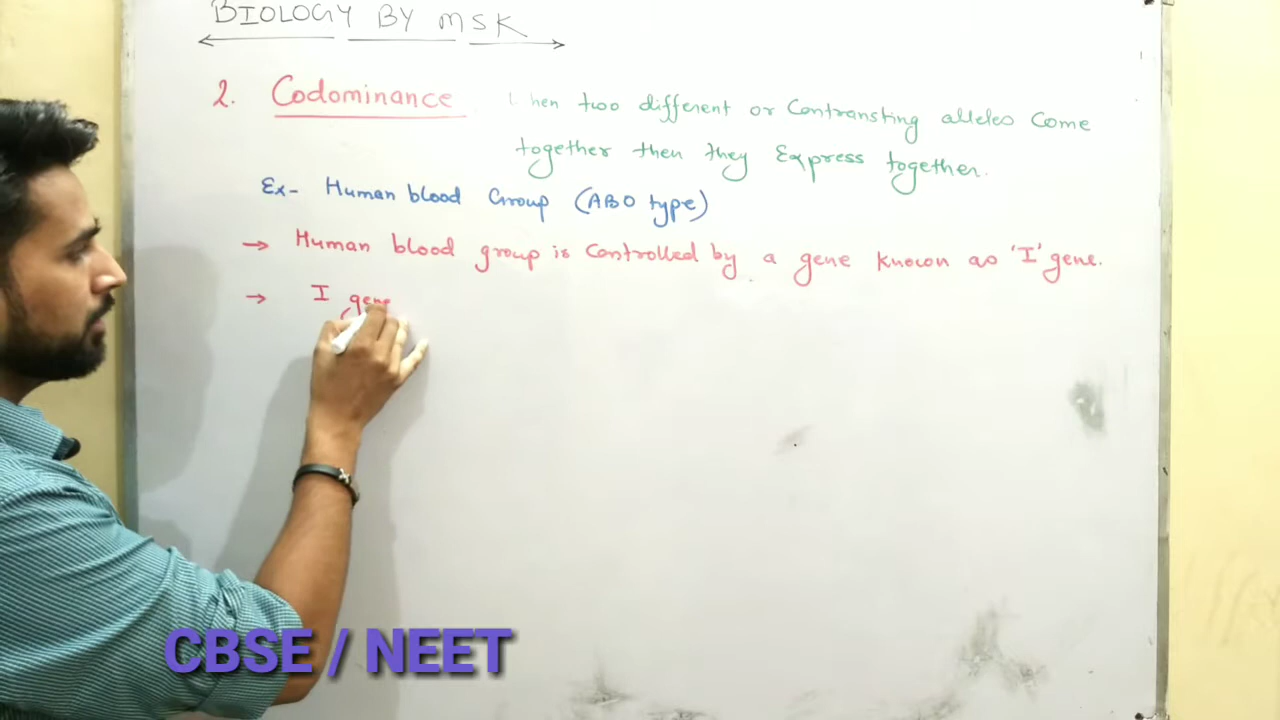 BIOLOGY BY MSK
2. Codominance hen two different or Contransting alleles Come
together then they Express together.
Ex- Human blood Group (ABO type)
→ Human blood group is Controlled by a gene known as 'I' gene.
→ I gene
CBSE / NEET